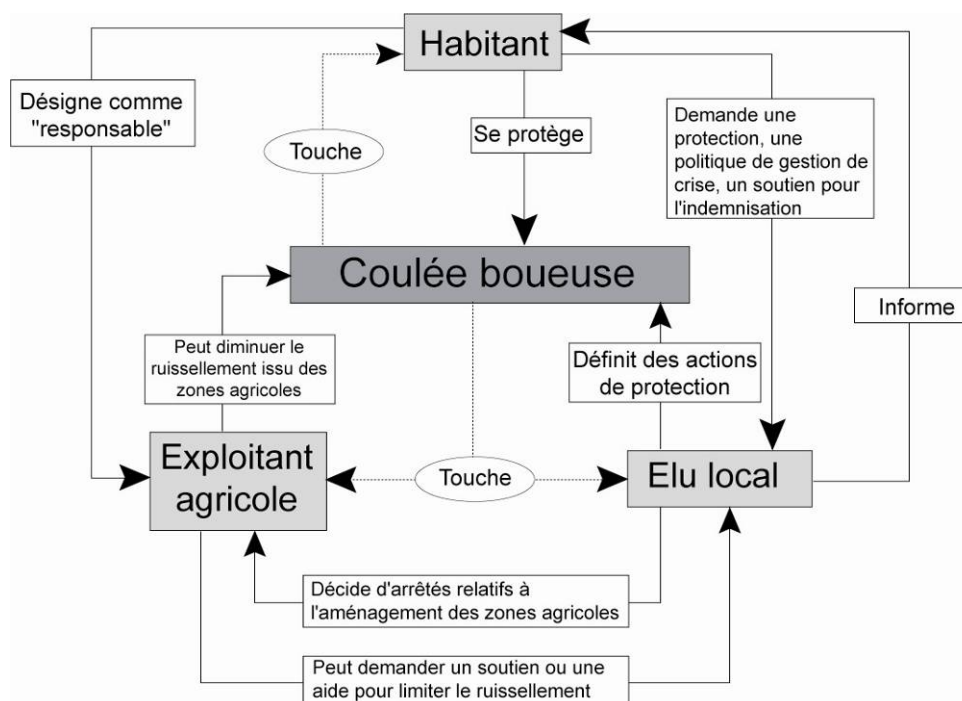 Habitant
Désigne comme
"responsable"
Touche
Se protège
Demande une
protection, une
politique de gestion de
crise, un soutien pour
l'indemnisation
Coulée boueuse
Informe
Peut diminuer le
ruissellement issu des
zones agricoles
Définit des actions
de protection
Exploitant
agricole
Touche
Elu local
Décide d'arrêtés relatifs à
l'aménagement des zones agricoles
Peut demander un soutien ou une
aide pour limiter le ruissellement